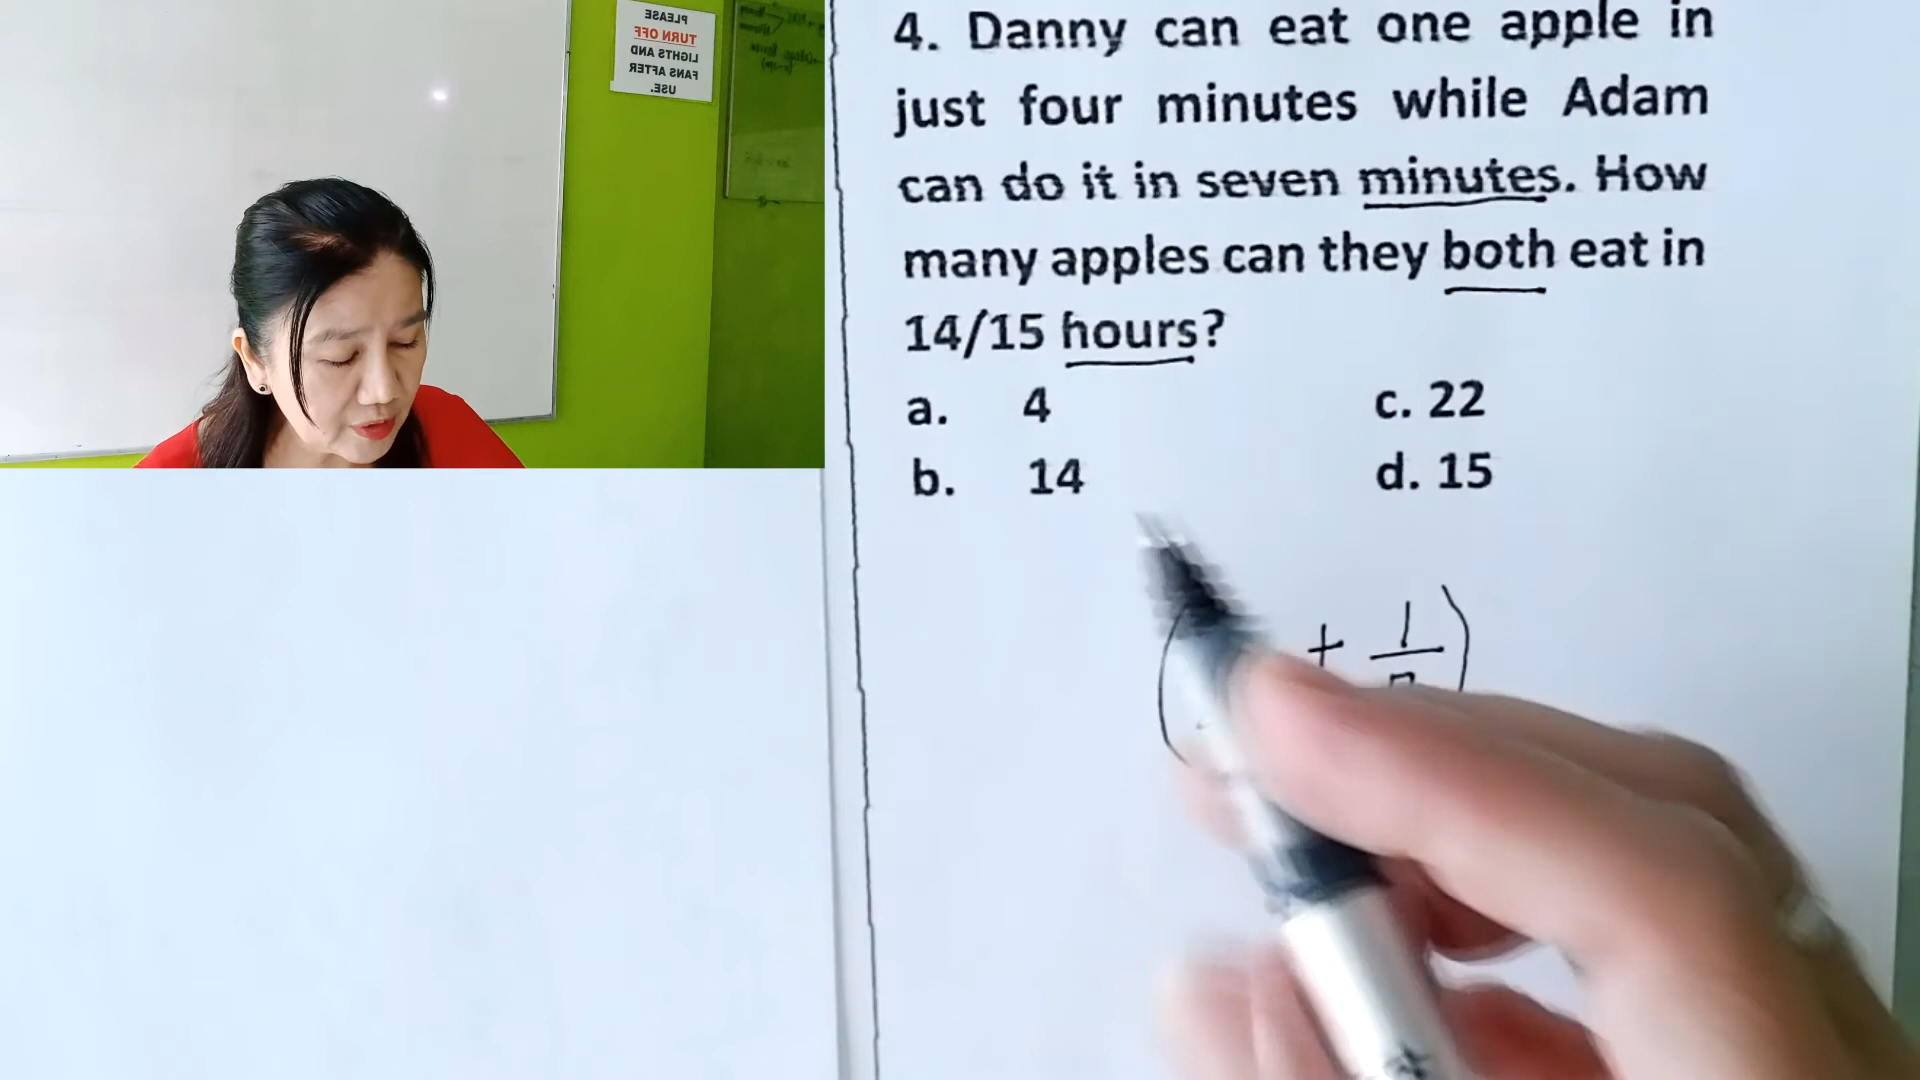 PLEASE
TURN OFF
LIGHTS AND
FANS AFTER
USE.
4. Danny can eat one apple in
just four minutes while Adam
can do it in seven minutes. How
many apples can they both eat in
14/15 hours?
a. 4
c. 22
b. 14
d. 15
( + 1
)